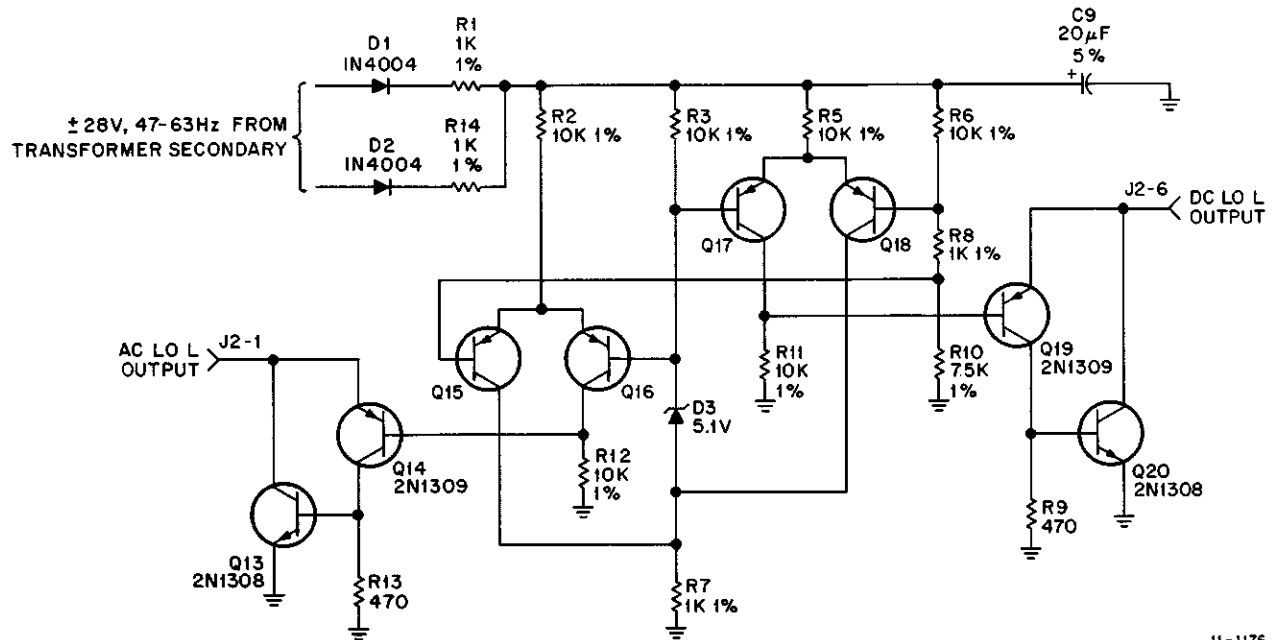 D1
IN4004
R1
1K
1%
± 28V, 47-63Hz FROM
TRANSFORMER SECONDARY
D2
IN4004
R14
1K
1%
R2
10K 1%
R3
10K 1%
R5
10K 1%
R6
10K 1%
C9
20µF
5%
+
Q17
Q18
R8
1K 1%
J2-6
DC LO L
OUTPUT
AC LO L
OUTPUT
J2-1
Q15
Q16
R11
10K
1%
R10
7.5K
1%
Q19
2N1309
D3
5.1V
Q14
2N1309
R12
10K
1%
Q20
2N1308
R9
470
Q13
2N1308
R13
470
R7
1K 1%
11-1176